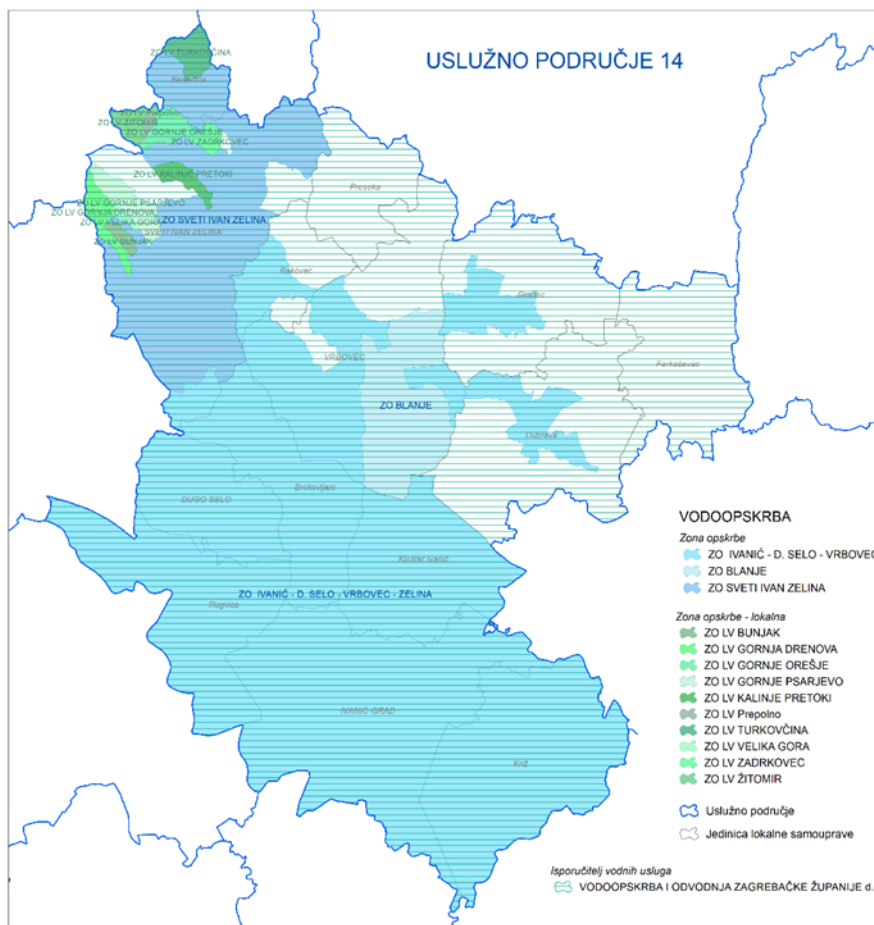 USLUŽNO PODRUČJE 14
ZO LV TURKOVČINA
Bedenica
ZO LV Prepolno
ZO LV ŽITOMIR
ZO LV GORNJE OREŠJE
ZO LV ZADRKOVEC
ZO LV KALINJE PRETOKI
Preseka
ZO LV GORNJE PSARJEVO
ZO LV GORNJA DRENOVA
ZO LV VELIKA GORA
ZO SVETI IVAN ZELINA
SVETI IVAN ZELINA
ZO LV BUNJAK
Rakovec
Gradec
VRBOVEC
Farkaševac
ZO BLANJE
Dubrava
Brckovljani
DUGO SELO
Kloštar Ivanić
ZO IVANIĆ - D. SELO - VRBOVEC - ZELINA
Rugvica
IVANIĆ GRAD
Križ
VODOOPSKRBA
Zona opskrbe
ZO IVANIĆ - D. SELO - VRBOVEC
ZO BLANJE
ZO SVETI IVAN ZELINA
Zona opskrbe - lokalna
ZO LV BUNJAK
ZO LV GORNJA DRENOVA
ZO LV GORNJE OREŠJE
ZO LV GORNJE PSARJEVO
ZO LV KALINJE PRETOKI
ZO LV Prepolno
ZO LV TURKOVČINA
ZO LV VELIKA GORA
ZO LV ZADRKOVEC
ZO LV ŽITOMIR
Uslužno područje
Jedinica lokalne samouprave
Isporučitelj vodnih usluga
VODOOPSKRBA I ODVODNJA ZAGREBAČKE ŽUPANIJE d.